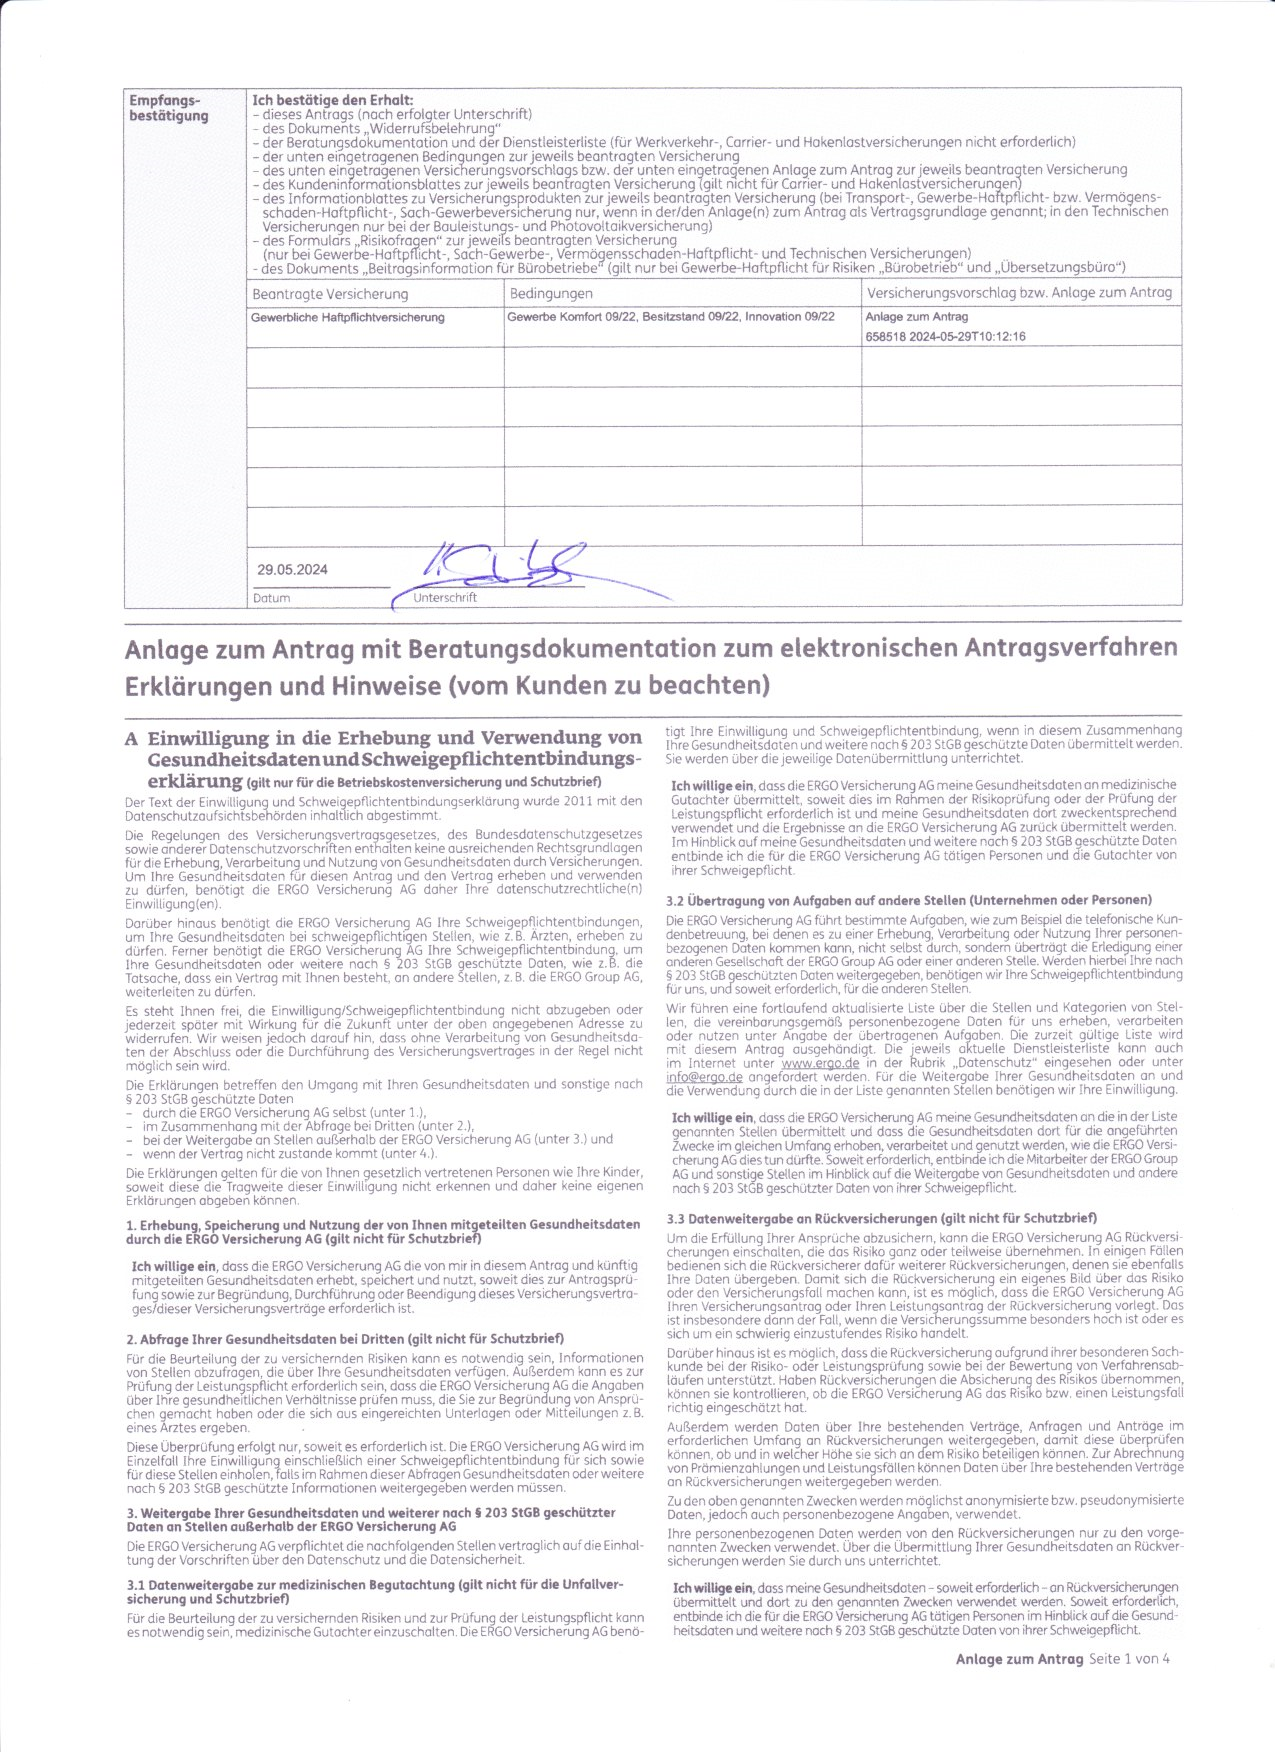 Empfangs-
bestätigung
Ich bestätige den Erhalt:
– dieses Antrags (nach erfolgter Unterschrift)
– des Dokuments „Widerrufsbelehrung“
– der Beratungsdokumentation und der Dienstleisterliste (für Werkverkehr-, Carrier- und Hakenlastversicherungen nicht erforderlich)
– der unten eingetragenen Bedingungen zur jeweils beantragten Versicherung
– des unten eingetragenen Versicherungsvorschlags bzw. der unten eingetragenen Anlage zum Antrag zur jeweils beantragten Versicherung
– des Kundeninformationsblattes zur jeweils beantragten Versicherung (gilt nicht für Carrier- und Hakenlastversicherungen)
– des Informationblattes zu Versicherungsprodukten zur jeweils beantragten Versicherung (bei Transport-, Gewerbe-Haftpflicht- bzw. Vermögens-
schaden-Haftpflicht-, Sach-Gewerbeversicherung nur, wenn in der/den Anlage(n) zum Antrag als Vertragsgrundlage genannt; in den Technischen
Versicherungen nur bei der Bauleistungs- und Photovoltaikversicherung)
– des Formulars „Risikofragen“ zur jeweils beantragten Versicherung
(nur bei Gewerbe-Haftpflicht-, Sach-Gewerbe-, Vermögensschaden-Haftpflicht- und Technischen Versicherungen)
– des Dokuments „Beitragsinformation für Bürobetriebe“ (gilt nur bei Gewerbe-Haftpflicht für Risiken „Bürobetrieb“ und „Übersetzungsbüro“)
Beantragte Versicherung Bedingungen Versicherungsvorschlag bzw. Anlage zum Antrag
Gewerbliche Haftpflichtversicherung Gewerbe Komfort 09/22, Besitzstand 09/22, Innovation 09/22 Anlage zum Antrag
658518 2024-05-29T10:12:16
29.05.2024
Datum Unterschrift
Anlage zum Antrag mit Beratungsdokumentation zum elektronischen Antragsverfahren
Erklärungen und Hinweise (vom Kunden zu beachten)
A Einwilligung in die Erhebung und Verwendung von
Gesundheitsdaten und Schweigepflichtentbindungs-
erklärung (gilt nur für die Betriebskostenversicherung und Schutzbrief)
Der Text der Einwilligung und Schweigepflichtentbindungserklärung wurde 2011 mit den
Datenschutzaufsichtsbehörden inhaltlich abgestimmt.
Die Regelungen des Versicherungsvertragsgesetzes, des Bundesdatenschutzgesetzes
sowie anderer Datenschutzvorschriften enthalten keine ausreichenden Rechtsgrundlagen
für die Erhebung, Verarbeitung und Nutzung von Gesundheitsdaten durch Versicherungen.
Um Ihre Gesundheitsdaten für diesen Antrag und den Vertrag erheben und verwenden
zu dürfen, benötigt die ERGO Versicherung AG daher Ihre datenschutzrechtliche(n)
Einwilligung(en).
Darüber hinaus benötigt die ERGO Versicherung AG Ihre Schweigepflichtentbindungen,
um Ihre Gesundheitsdaten bei schweigepflichtigen Stellen, wie z. B. Ärzten, erheben zu
dürfen. Ferner benötigt die ERGO Versicherung AG Ihre Schweigepflichtentbindung, um
Ihre Gesundheitsdaten oder weitere nach § 203 StGB geschützte Daten, wie z. B. die
Tatsache, dass ein Vertrag mit Ihnen besteht, an andere Stellen, z. B. die ERGO Group AG,
weiterleiten zu dürfen.
Es steht Ihnen frei, die Einwilligung/Schweigepflichtentbindung nicht abzugeben oder
jederzeit später mit Wirkung für die Zukunft unter der oben angegebenen Adresse zu
widerrufen. Wir weisen jedoch darauf hin, dass ohne Verarbeitung von Gesundheitsda-
ten der Abschluss oder die Durchführung des Versicherungsvertrages in der Regel nicht
möglich sein wird.
Die Erklärungen betreffen den Umgang mit Ihren Gesundheitsdaten und sonstige nach
§ 203 StGB geschützte Daten
– durch die ERGO Versicherung AG selbst (unter 1.),
– im Zusammenhang mit der Abfrage bei Dritten (unter 2.),
– bei der Weitergabe an Stellen außerhalb der ERGO Versicherung AG (unter 3.) und
– wenn der Vertrag nicht zustande kommt (unter 4.).
Die Erklärungen gelten für die von Ihnen gesetzlich vertretenen Personen wie Ihre Kinder,
soweit diese die Tragweite dieser Einwilligung nicht erkennen und daher keine eigenen
Erklärungen abgeben können.
1. Erhebung, Speicherung und Nutzung der von Ihnen mitgeteilten Gesundheitsdaten
durch die ERGO Versicherung AG (gilt nicht für Schutzbrief)
Ich willige ein, dass die ERGO Versicherung AG die von mir in diesem Antrag und künftig
mitgeteilten Gesundheitsdaten erhebt, speichert und nutzt, soweit dies zur Antragsprü-
fung sowie zur Begründung, Durchführung oder Beendigung dieses Versicherungsvertra-
ges/dieser Versicherungsverträge erforderlich ist.
2. Abfrage Ihrer Gesundheitsdaten bei Dritten (gilt nicht für Schutzbrief)
Für die Beurteilung der zu versichernden Risiken kann es notwendig sein, Informationen
von Stellen abzufragen, die über Ihre Gesundheitsdaten verfügen. Außerdem kann es zur
Prüfung der Leistungspflicht erforderlich sein, dass die ERGO Versicherung AG die Angaben
über Ihre gesundheitlichen Verhältnisse prüfen muss, die Sie zur Begründung von Ansprü-
chen gemacht haben oder die sich aus eingereichten Unterlagen oder Mitteilungen z. B.
eines Arztes ergeben.
Diese Überprüfung erfolgt nur, soweit es erforderlich ist. Die ERGO Versicherung AG wird im
Einzelfall Ihre Einwilligung einschließlich einer Schweigepflichtentbindung für sich sowie
für diese Stellen einholen, falls im Rahmen dieser Abfragen Gesundheitsdaten oder weitere
nach § 203 StGB geschützte Informationen weitergegeben werden müssen.
3. Weitergabe Ihrer Gesundheitsdaten und weiterer nach § 203 StGB geschützter
Daten an Stellen außerhalb der ERGO Versicherung AG
Die ERGO Versicherung AG verpflichtet die nachfolgenden Stellen vertraglich auf die Einhal-
tung der Vorschriften über den Datenschutz und die Datensicherheit.
3.1 Datenweitergabe zur medizinischen Begutachtung (gilt nicht für die Unfallver-
sicherung und Schutzbrief)
Für die Beurteilung der zu versichernden Risiken und zur Prüfung der Leistungspflicht kann
es notwendig sein, medizinische Gutachter einzuschalten. Die ERGO Versicherung AG benö-
tigt Ihre Einwilligung und Schweigepflichtentbindung, wenn in diesem Zusammenhang
Ihre Gesundheitsdaten und weitere nach § 203 StGB geschützte Daten übermittelt werden.
Sie werden über die jeweilige Datenübermittlung unterrichtet.
Ich willige ein, dass die ERGO Versicherung AG meine Gesundheitsdaten an medizinische
Gutachter übermittelt, soweit dies im Rahmen der Risikoprüfung oder der Prüfung der
Leistungspflicht erforderlich ist und meine Gesundheitsdaten dort zweckentsprechend
verwendet und die Ergebnisse an die ERGO Versicherung AG zurück übermittelt werden.
Im Hinblick auf meine Gesundheitsdaten und weitere nach § 203 StGB geschützte Daten
entbinde ich die für die ERGO Versicherung AG tätigen Personen und die Gutachter von
ihrer Schweigepflicht.
3.2 Übertragung von Aufgaben auf andere Stellen (Unternehmen oder Personen)
Die ERGO Versicherung AG führt bestimmte Aufgaben, wie zum Beispiel die telefonische Kun-
denbetreuung, bei denen es zu einer Erhebung, Verarbeitung oder Nutzung Ihrer personen-
bezogenen Daten kommen kann, nicht selbst durch, sondern überträgt die Erledigung einer
anderen Gesellschaft der ERGO Group AG oder einer anderen Stelle. Werden hierbei Ihre nach
§ 203 StGB geschützten Daten weitergegeben, benötigen wir Ihre Schweigepflichtentbindung
für uns, und soweit erforderlich, für die anderen Stellen.
Wir führen eine fortlaufend aktualisierte Liste über die Stellen und Kategorien von Stel-
len, die vereinbarungsgemäß personenbezogene Daten für uns erheben, verarbeiten
oder nutzen unter Angabe der übertragenen Aufgaben. Die zurzeit gültige Liste wird
mit diesem Antrag ausgehändigt. Die jeweils aktuelle Dienstleisterliste kann auch
im Internet unter www.ergo.de in der Rubrik „Datenschutz“ eingesehen oder unter
info@ergo.de angefordert werden. Für die Weitergabe Ihrer Gesundheitsdaten an und
die Verwendung durch die in der Liste genannten Stellen benötigen wir Ihre Einwilligung.
Ich willige ein, dass die ERGO Versicherung AG meine Gesundheitsdaten an die in der Liste
genannten Stellen übermittelt und dass die Gesundheitsdaten dort für die angeführten
Zwecke im gleichen Umfang erhoben, verarbeitet und genutzt werden, wie die ERGO Versi-
cherung AG dies tun dürfte. Soweit erforderlich, entbinde ich die Mitarbeiter der ERGO Group
AG und sonstige Stellen im Hinblick auf die Weitergabe von Gesundheitsdaten und andere
nach § 203 StGB geschützter Daten von ihrer Schweigepflicht.
3.3 Datenweitergabe an Rückversicherungen (gilt nicht für Schutzbrief)
Um die Erfüllung Ihrer Ansprüche abzusichern, kann die ERGO Versicherung AG Rückversi-
cherungen einschalten, die das Risiko ganz oder teilweise übernehmen. In einigen Fällen
bedienen sich die Rückversicherer dafür weiterer Rückversicherungen, denen sie ebenfalls
Ihre Daten übergeben. Damit sich die Rückversicherung ein eigenes Bild über das Risiko
oder den Versicherungsfall machen kann, ist es möglich, dass die ERGO Versicherung AG
Ihren Versicherungsantrag oder Ihren Leistungsantrag der Rückversicherung vorlegt. Das
ist insbesondere dann der Fall, wenn die Versicherungssumme besonders hoch ist oder es
sich um ein schwierig einzustufendes Risiko handelt.
Darüber hinaus ist es möglich, dass die Rückversicherung aufgrund ihrer besonderen Sach-
kunde bei der Risiko- oder Leistungsprüfung sowie bei der Bewertung von Verfahrensab-
läufen unterstützt. Haben Rückversicherungen die Absicherung des Risikos übernommen,
können sie kontrollieren, ob die ERGO Versicherung AG das Risiko bzw. einen Leistungsfall
richtig eingeschätzt hat.
Außerdem werden Daten über Ihre bestehenden Verträge, Anfragen und Anträge im
erforderlichen Umfang an Rückversicherungen weitergegeben, damit diese überprüfen
können, ob und in welcher Höhe sie sich an dem Risiko beteiligen können. Zur Abrechnung
von Prämienzahlungen und Leistungsfällen können Daten über Ihre bestehenden Verträge
an Rückversicherungen weitergegeben werden.
Zu den oben genannten Zwecken werden möglichst anonymisierte bzw. pseudonymisierte
Daten, jedoch auch personenbezogene Angaben, verwendet.
Ihre personenbezogenen Daten werden von den Rückversicherungen nur zu den vorge-
nannten Zwecken verwendet. Über die Übermittlung Ihrer Gesundheitsdaten an Rückver-
sicherungen werden Sie durch uns unterrichtet.
Ich willige ein, dass meine Gesundheitsdaten – soweit erforderlich – an Rückversicherungen
übermittelt und dort zu den genannten Zwecken verwendet werden. Soweit erforderlich,
entbinde ich die für die ERGO Versicherung AG tätigen Personen im Hinblick auf die Gesund-
heitsdaten und weitere nach § 203 StGB geschützte Daten von ihrer Schweigepflicht.
Anlage zum Antrag Seite 1 von 4